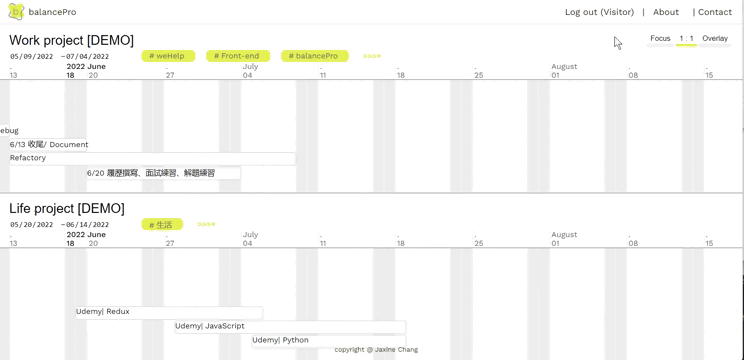 balancePro
Log out (Visitor) | About | Contact
Work project [DEMO]
05/09/2022 –07/04/2022 # weHelp # Front-end # balancePro
Focus 1 : 1 Overlay
2022 June July August
13 18 20 27 04 11 18 25 01 08 15
ebug
6/13 收尾/ Document
Refactory
6/20 履歷撰寫、面試練習、解題練習
Life project [DEMO]
05/20/2022 –06/14/2022 # 生活
2022 June July August
13 18 20 27 04 11 18 25 01 08 15
Udemy| Redux
Udemy| JavaScript
Udemy| Python
copyright @ Jaxine Chang